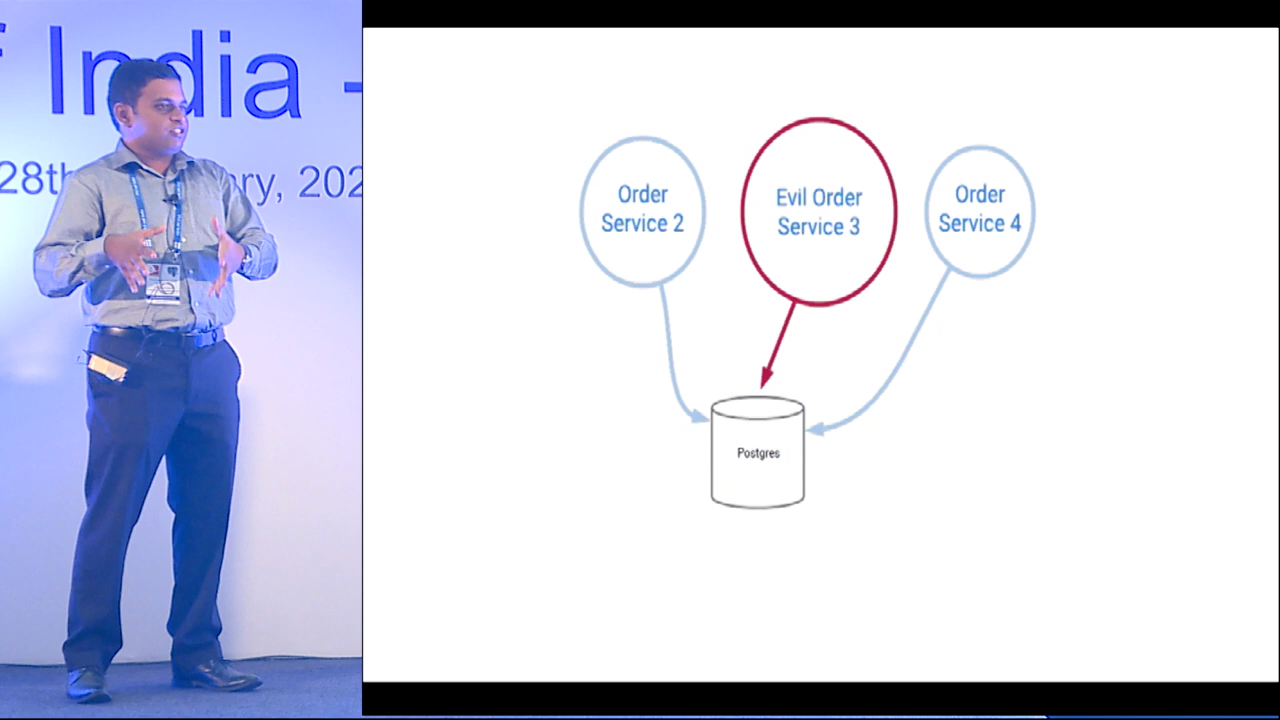 f India -
28th
ry, 202
Order
Service 2
Evil Order
Service 3
Order
Service 4
Postgres